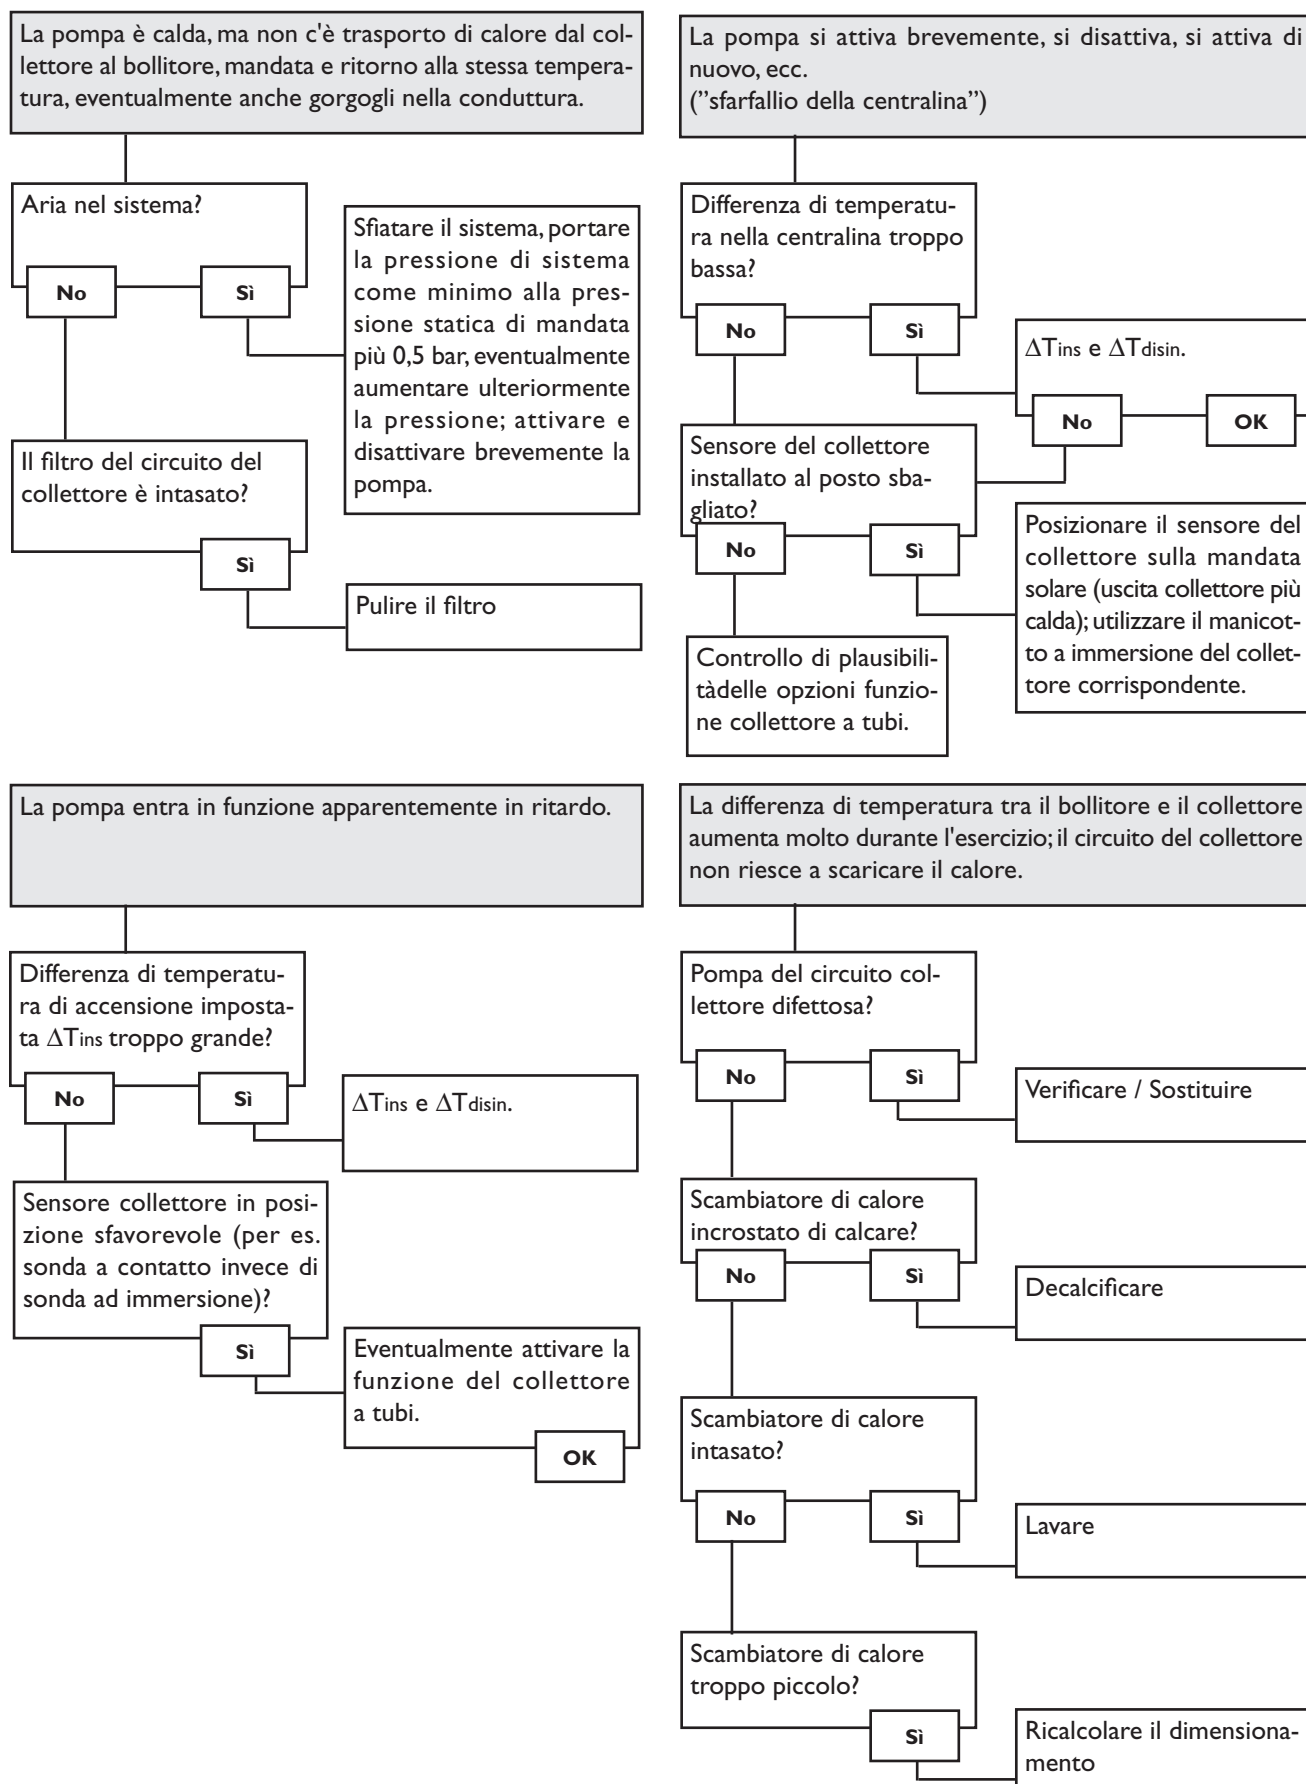 La pompa è calda, ma non c'è trasporto di calore dal col-
lettore al bollitore, mandata e ritorno alla stessa tempera-
tura, eventualmente anche gorgogli nella conduttura.
Aria nel sistema?
No
Sì
Sfiatare il sistema, portare
la pressione di sistema
come minimo alla pres-
sione statica di mandata
più 0,5 bar, eventualmente
aumentare ulteriormente
la pressione; attivare e
disattivare brevemente la
pompa.
Il filtro del circuito del
collettore è intasato?
Sì
Pulire il filtro
La pompa si attiva brevemente, si disattiva, si attiva di
nuovo, ecc.
(”sfarfallio della centralina”)
Differenza di temperatu-
ra nella centralina troppo
bassa?
No
Sì
ΔTins e ΔTdisin.
No
OK
Sensore del collettore
installato al posto sba-
gliato?
No
Sì
Posizionare il sensore del
collettore sulla mandata
solare (uscita collettore più
calda); utilizzare il manicot-
to a immersione del collet-
tore corrispondente.
Controllo di plausibili-
tàdelle opzioni funzio-
ne collettore a tubi.
La pompa entra in funzione apparentemente in ritardo.
Differenza di temperatu-
ra di accensione imposta-
ta ΔTins troppo grande?
No
Sì
ΔTins e ΔTdisin.
Sensore collettore in posi-
zione sfavorevole (per es.
sonda a contatto invece di
sonda ad immersione)?
Sì
Eventualmente attivare la
funzione del collettore
a tubi.
OK
La differenza di temperatura tra il bollitore e il collettore
aumenta molto durante l'esercizio; il circuito del collettore
non riesce a scaricare il calore.
Pompa del circuito col-
lettore difettosa?
No
Sì
Verificare / Sostituire
Scambiatore di calore
incrostato di calcare?
No
Sì
Decalcificare
Scambiatore di calore
intasato?
No
Sì
Lavare
Scambiatore di calore
troppo piccolo?
Sì
Ricalcolare il dimensiona-
mento